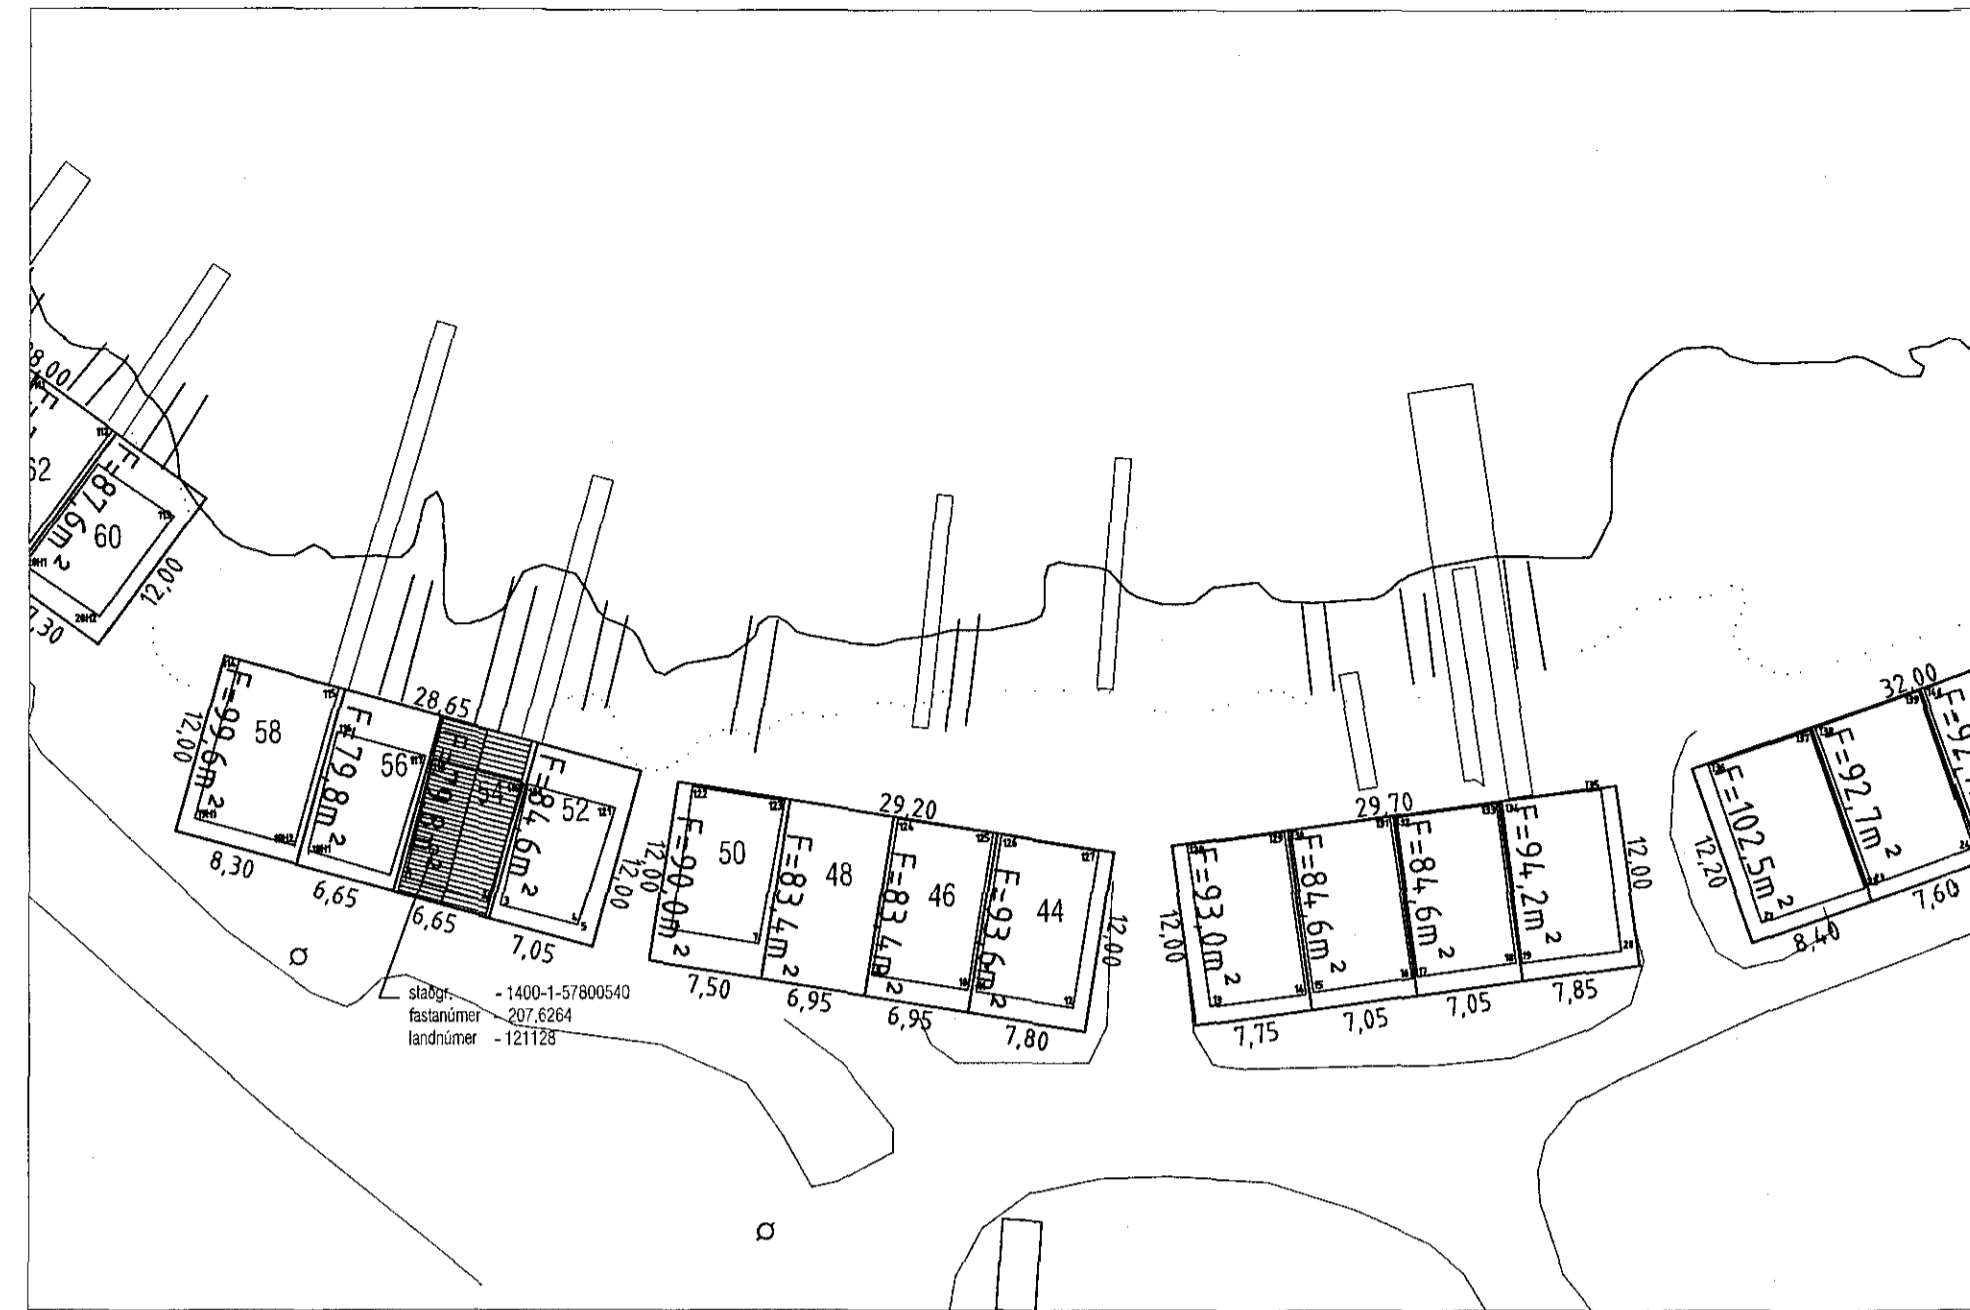 8,00
62
F=87,6m²
60
12,00
7,30
28,65
12,00
F=99,6m²
58
F=79,8m²
56
F=79,8m²
54
F=84,6m²
52
12,00
8,30
6,65
6,65
7,05
staðgr. - 1400-1-57800540
fastanúmer - 207,6264
landnúmer - 121128
12,00
F=90,0m²
50
29,20
F=83,4m²
48
F=83,4m²
46
F=93,6m²
44
12,00
7,50
6,95
6,95
7,80
29,70
12,00
F=93,0m²
F=84,6m²
F=84,6m²
F=94,2m²
12,00
7,75
7,05
7,05
7,85
32,00
12,20
F=102,5m²
F=92,7m²
8,40
7,60